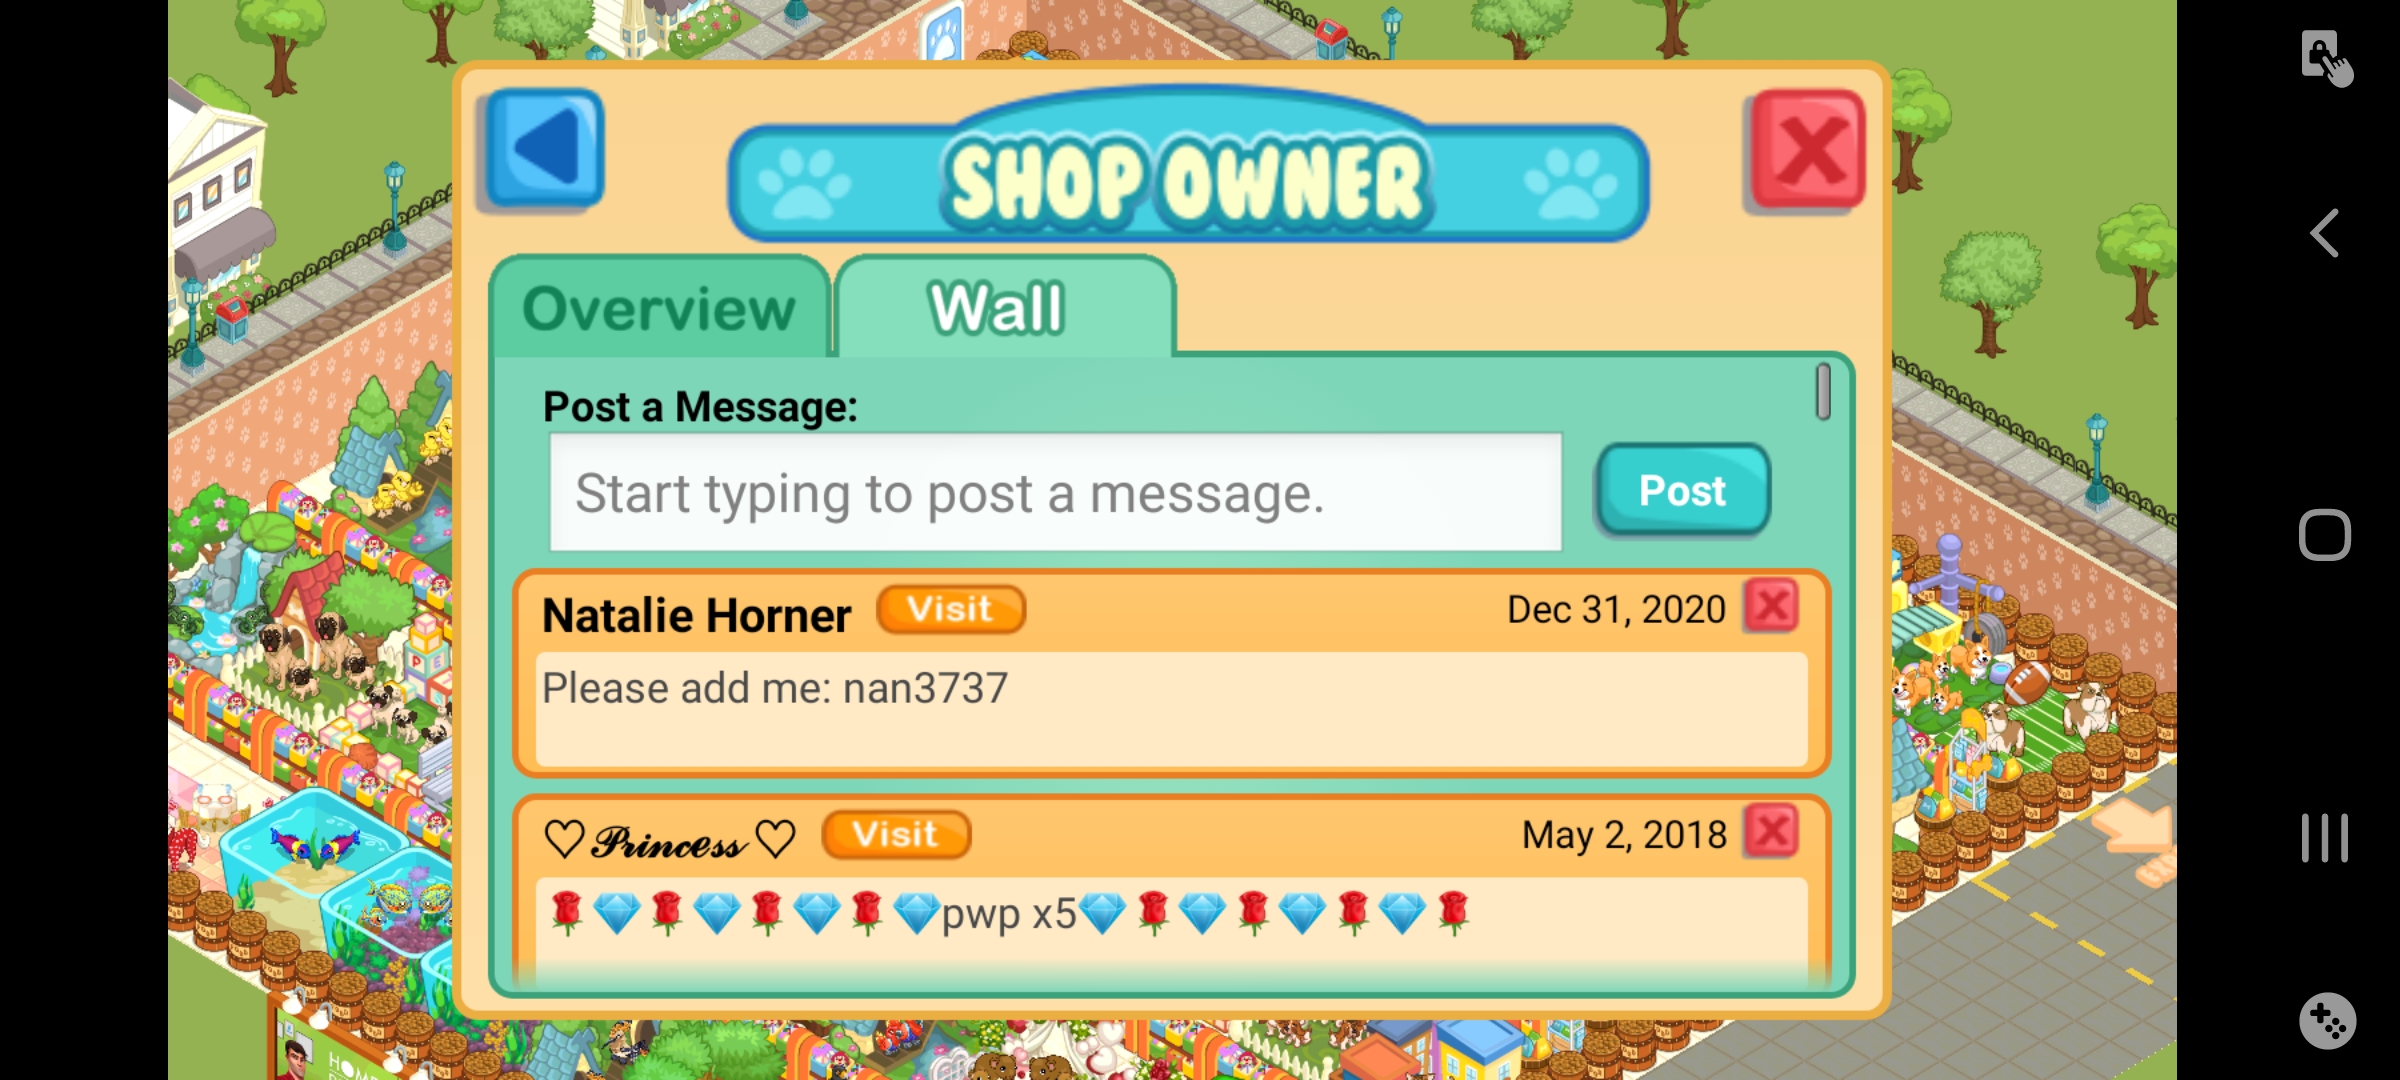 SHOP OWNER
Overview
Wall
Post a Message:
Start typing to post a message.
Post
Natalie Horner
Visit
Dec 31, 2020
Please add me: nan3737
♡𝓟𝓻𝓲𝓷𝓬𝓮𝓼𝓼♡
Visit
May 2, 2018
🌹💎🌹💎🌹💎🌹💎pwp x5💎🌹💎🌹💎🌹💎🌹